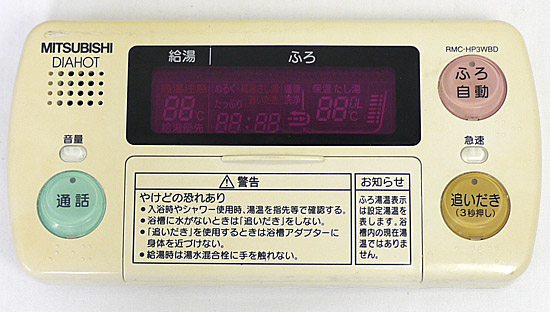 MITSUBISHI
DIAHOT
給湯 ふろ
RMC-HP3WBD
ふろ
自動
88℃
88:88
保温 たし湯
88℃
音量
急速
通話
追いだき
(3秒押し)
⚠警告
やけどの恐れあり
●入浴時やシャワー使用時、湯温を指先等で確認する。
●浴槽に水がないときは「追いだき」をしない。
●「追いだき」を使用するときは浴槽アダプターに
身体を近づけない。
●給湯時は湯水混合栓に手を触れない。
お知らせ
ふろ湯温表示
は設定湯温を
表します。浴
槽内の現在湯
温ではありま
せん。